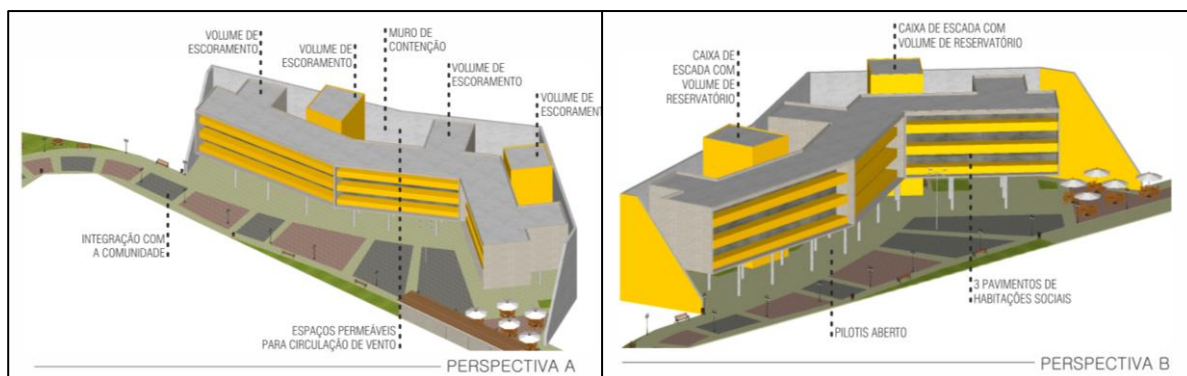 VOLUME DE
ESCORAMENTO
VOLUME DE
ESCORAMENTO
MURO DE
CONTENÇÃO
VOLUME DE
ESCORAMENTO
VOLUME DE
ESCORAMENT
INTEGRAÇÃO COM
A COMUNIDADE
ESPAÇOS PERMEÁVEIS
PARA CIRCULAÇÃO DE VENTO
PERSPECTIVA A
CAIXA DE ESCADA COM
VOLUME DE RESERVATÓRIO
CAIXA DE
ESCADA COM
VOLUME DE
RESERVATÓRIO
3 PAVIMENTOS DE
HABITAÇÕES SOCIAIS
PILOTIS ABERTO
PERSPECTIVA B